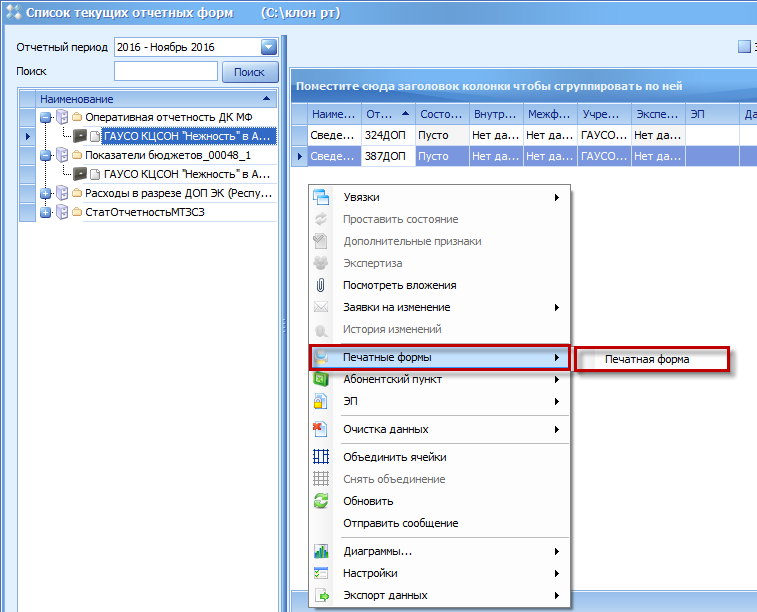 Список текущих отчетных форм (C:\клон рт)
Отчетный период 2016 - Ноябрь 2016
Поиск Поиск
Наименование
Оперативная отчетность ДК МФ
ГАУСО КЦСОН "Нежность" в А...
Показатели бюджетов_00048_1
ГАУСО КЦСОН "Нежность" в А...
Расходы в разрезе ДОП ЭК (Респу...
СтатОтчетностьМТЗСЗ
Поместите сюда заголовок колонки чтобы сгруппировать по ней
Наиме... От... Состо... Внутр... Межф... Учре... Экспе... ЭП Да
Сведе... 324ДОП Пусто Нет да... Нет да... ГАУСО... Нет да...
Сведе... 387ДОП Пусто Нет да... Нет да... ГАУСО... Нет да...
Увязки
Проставить состояние
Дополнительные признаки
Экспертиза
Посмотреть вложения
Заявки на изменение
История изменений
Печатные формы Печатная форма
Абонентский пункт
ЭП
Очистка данных
Объединить ячейки
Снять объединение
Обновить
Отправить сообщение
Диаграммы...
Настройки
Экспорт данных